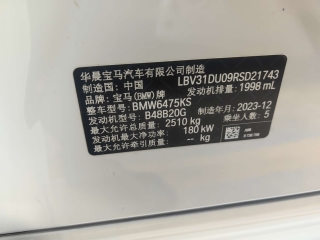 华晨宝马汽车有限公司制造
制造国: 中国 LBV31DU09RSD21743
品牌: 宝马(BMW) 发动机排量: 1998 mL
整车型号: BMW6475KS
发动机型号: B48B20G 制造年月: 2023-12
最大允许总质量: 2510 kg 乘坐人数: 5
最大净功率: 180 kW
最大允许牵引质量: -- kg